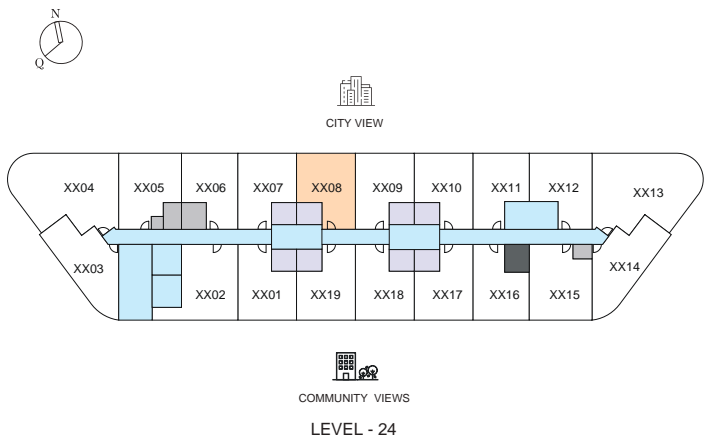 N
Q
CITY VIEW
XX04 XX05 XX06 XX07 XX08 XX09 XX10 XX11 XX12 XX13
XX03 XX14
XX02 XX01 XX19 XX18 XX17 XX16 XX15
COMMUNITY VIEWS
LEVEL - 24